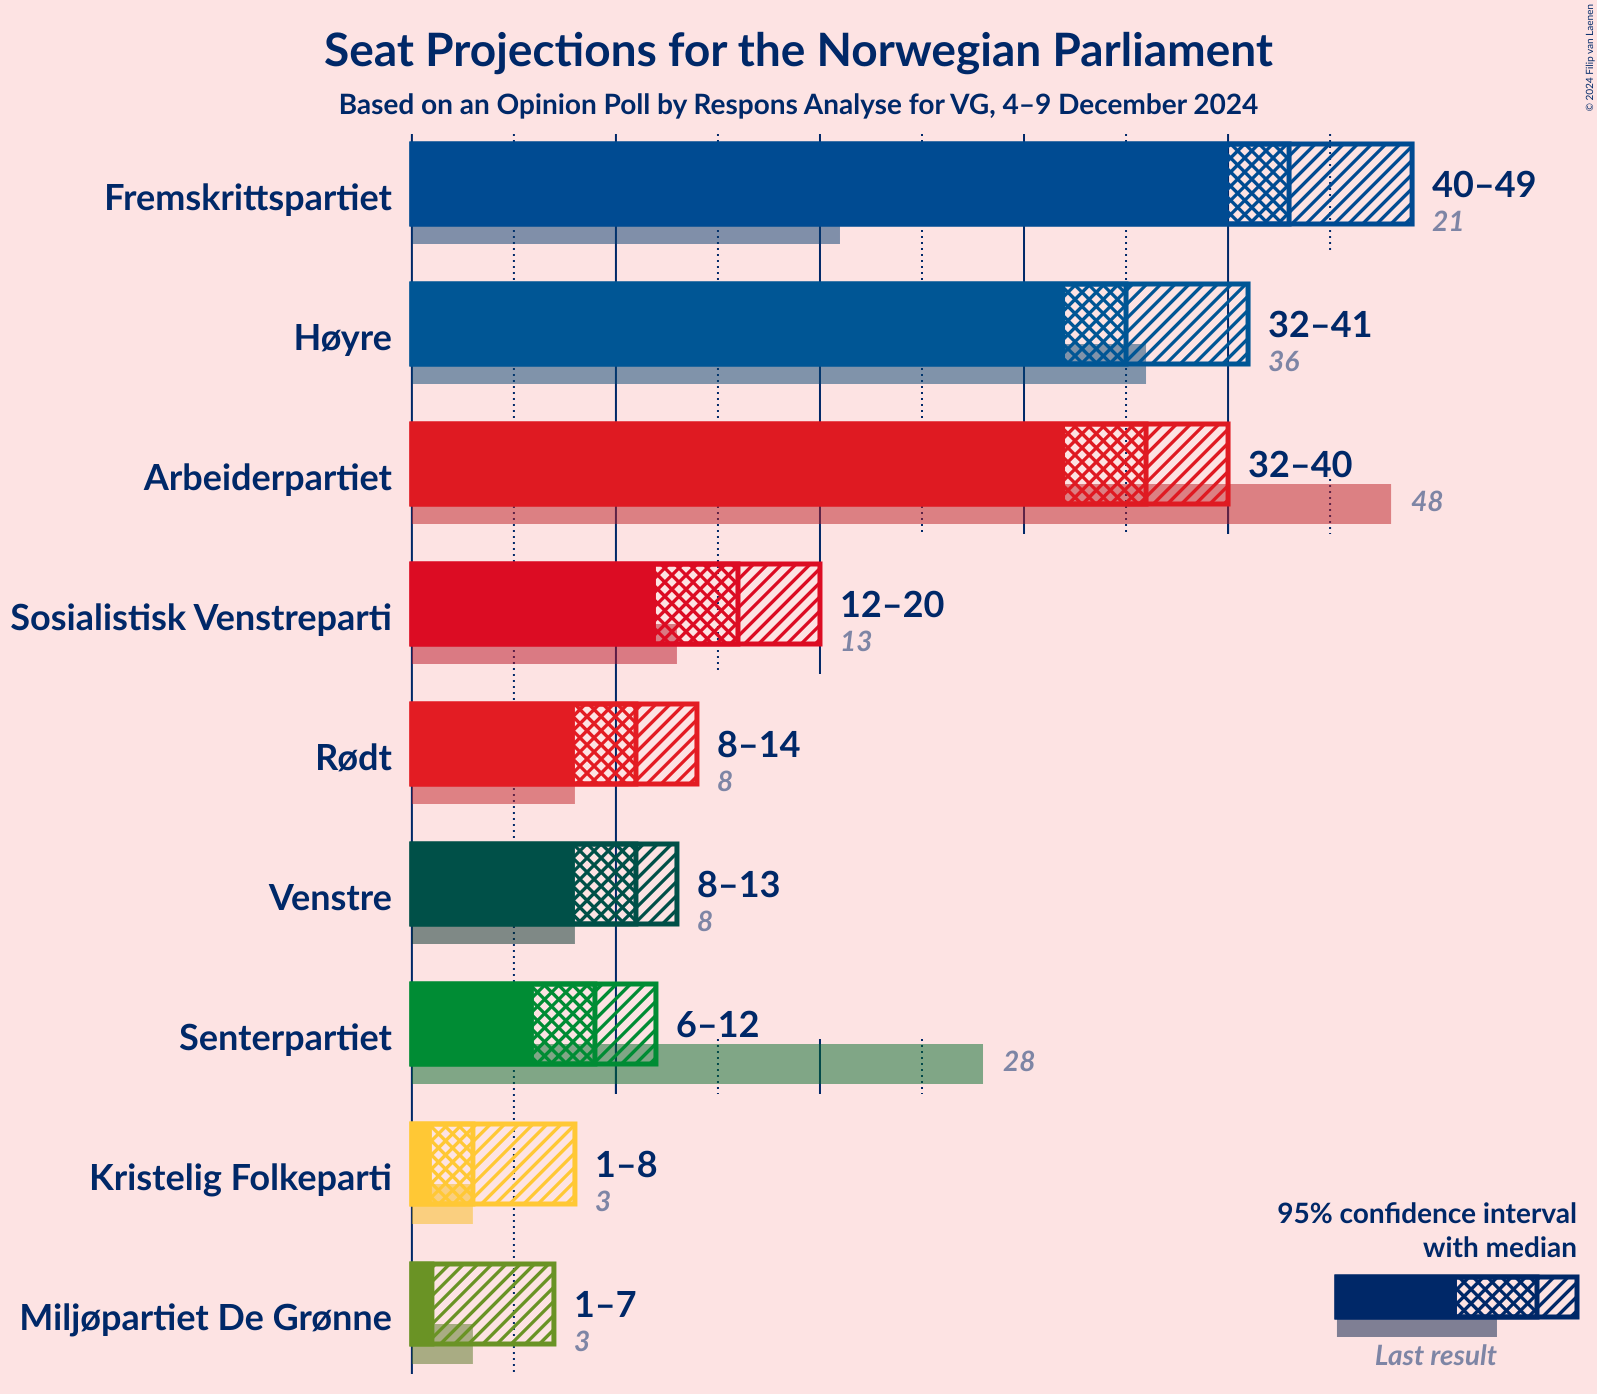 Seat Projections for the Norwegian Parliament
Based on an Opinion Poll by Respons Analyse for VG, 4–9 December 2024
© 2024 Filip van Laenen
Fremskrittspartiet
40–49
21
Høyre
32–41
36
Arbeiderpartiet
32–40
48
Sosialistisk Venstreparti
12–20
13
Rødt
8–14
8
Venstre
8–13
8
Senterpartiet
6–12
28
Kristelig Folkeparti
1–8
3
Miljøpartiet De Grønne
1–7
3
95% confidence interval
with median
Last result